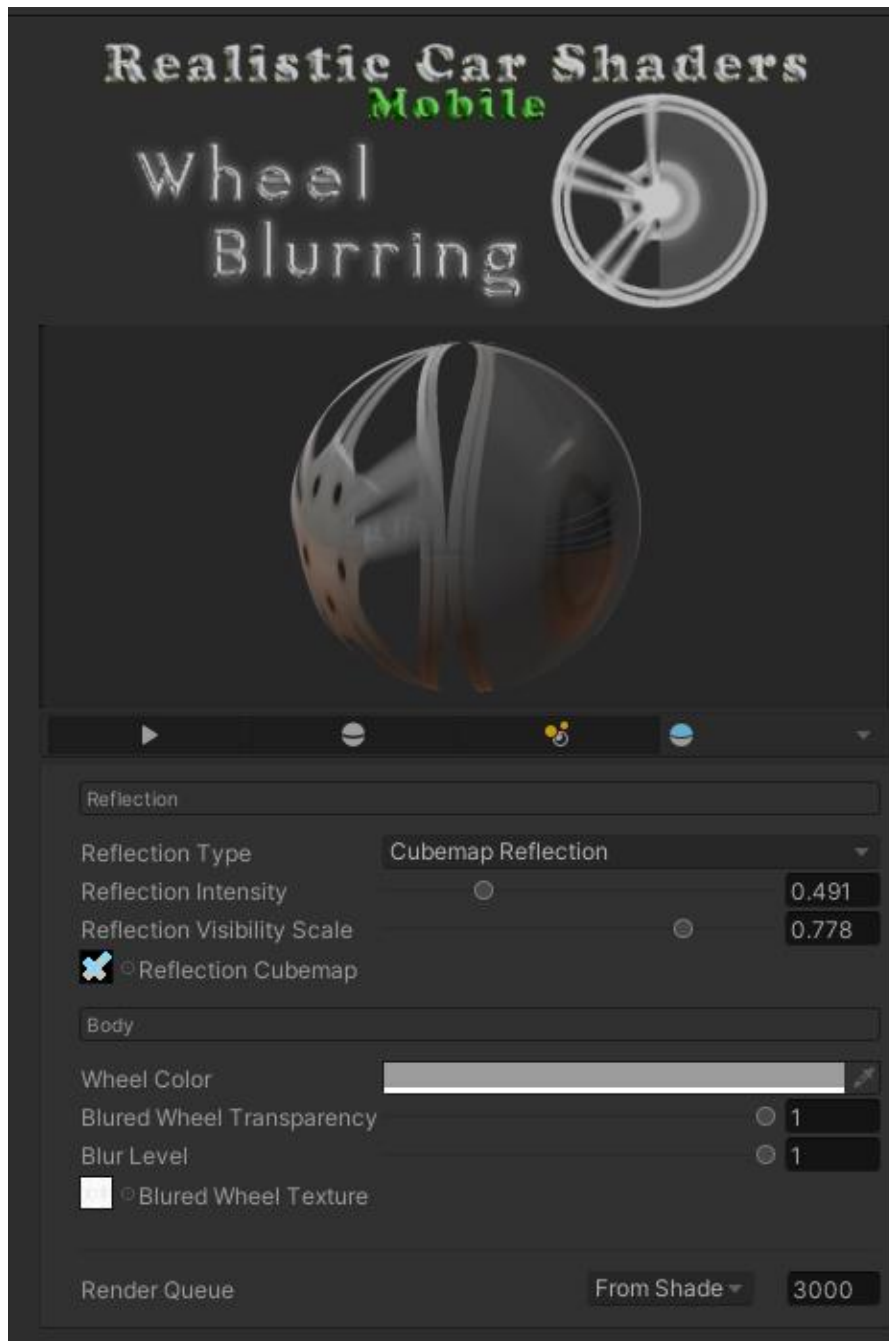 Realistic Car Shaders
Mobile
Wheel
Blurring
Reflection
Reflection Type Cubemap Reflection
Reflection Intensity 0.491
Reflection Visibility Scale 0.778
Reflection Cubemap
Body
Wheel Color
Blured Wheel Transparency 1
Blur Level 1
Blured Wheel Texture
Render Queue From Shade 3000